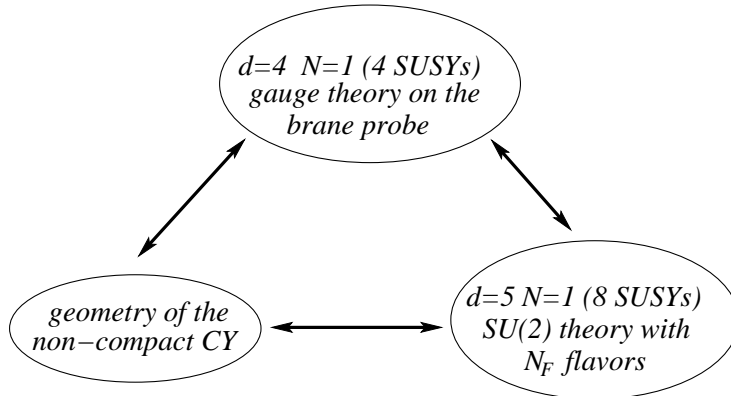 d=4 N=1 (4 SUSYs)
gauge theory on the
brane probe
geometry of the
non−compact CY
d=5 N=1 (8 SUSYs)
SU(2) theory with
N_F flavors